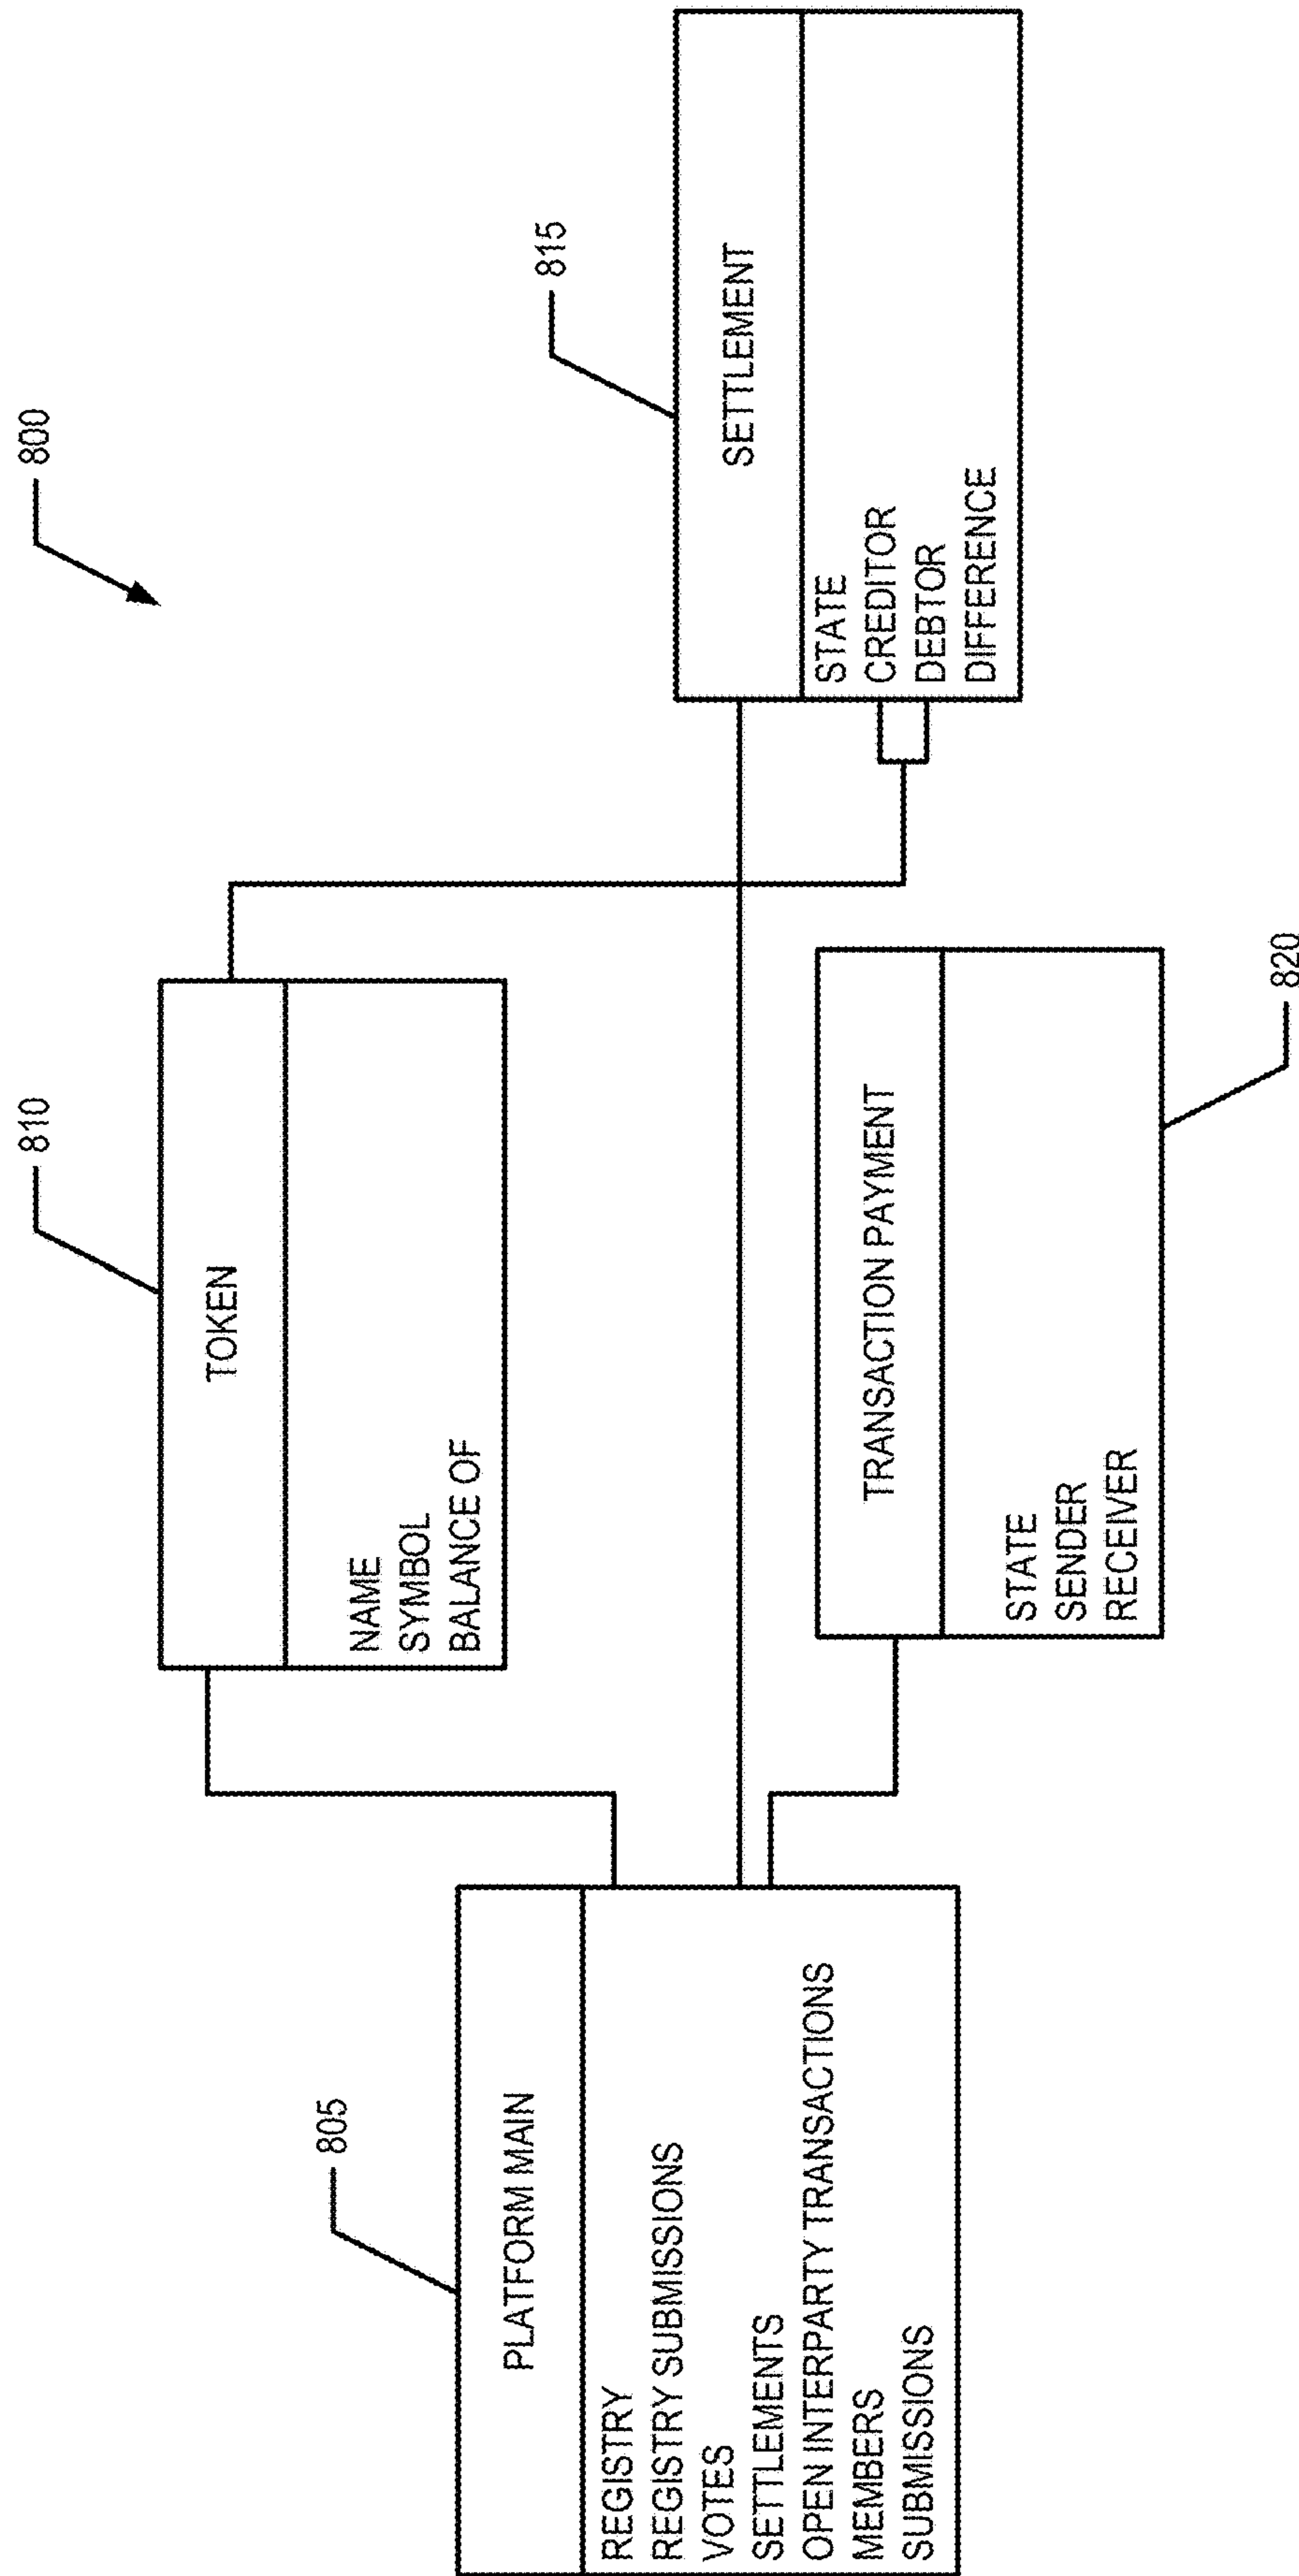 800
805
PLATFORM MAIN
REGISTRY
REGISTRY SUBMISSIONS
VOTES
SETTLEMENTS
OPEN INTERPARTY TRANSACTIONS
MEMBERS
SUBMISSIONS
810
TOKEN
NAME
SYMBOL
BALANCE OF
TRANSACTION PAYMENT
STATE
SENDER
RECEIVER
820
815
SETTLEMENT
STATE
CREDITOR
DEBTOR
DIFFERENCE